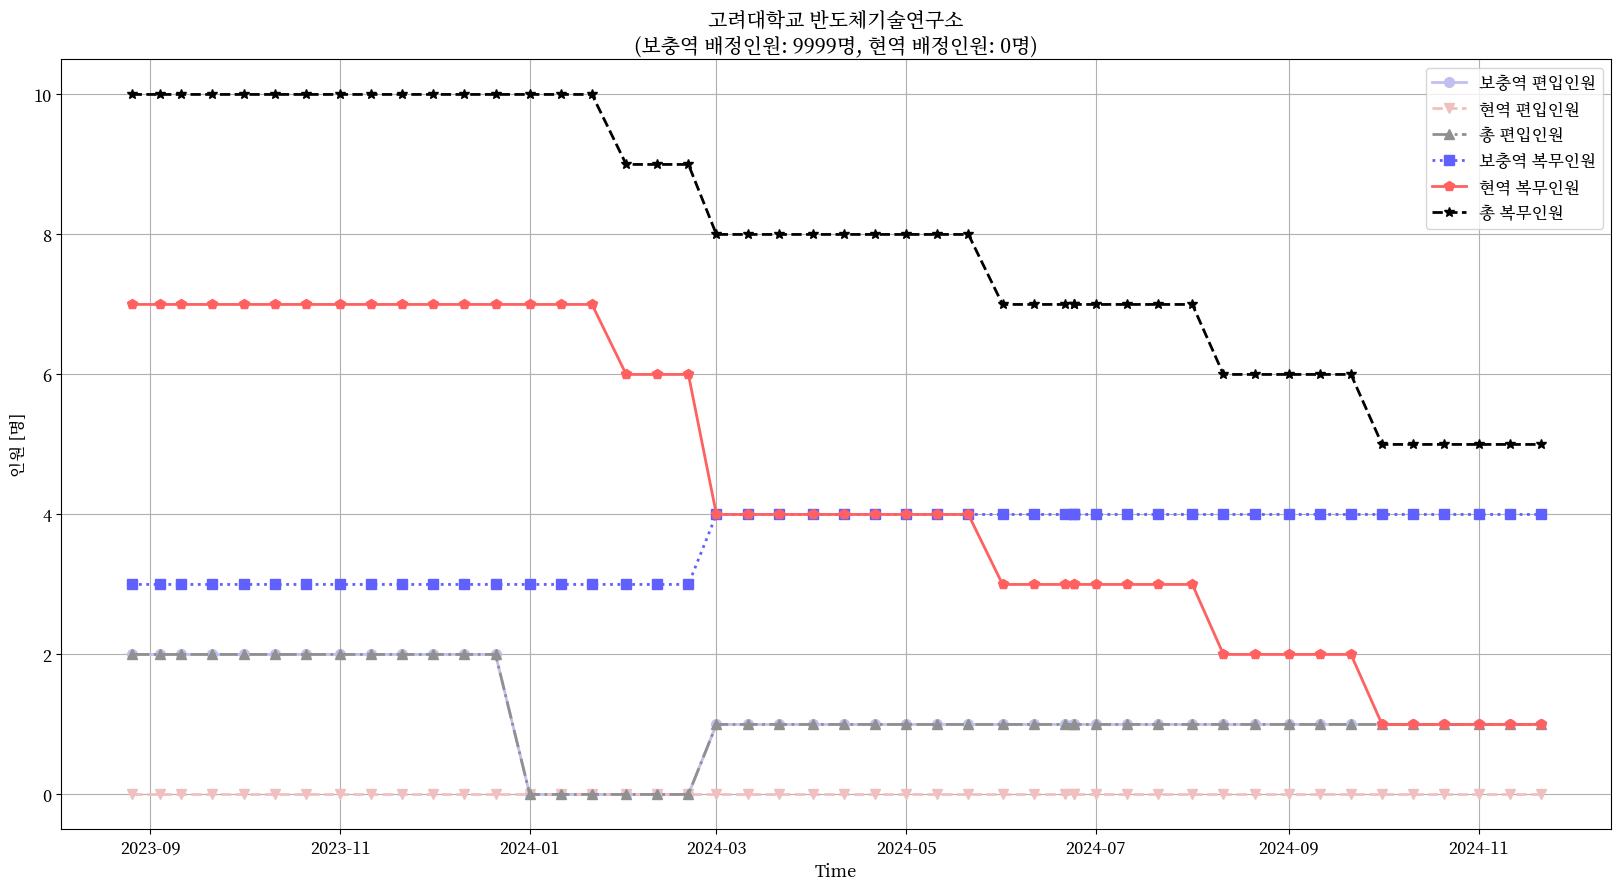 고려대학교 반도체기술연구소
(보충역 배정인원: 9999명, 현역 배정인원: 0명)
보충역 편입인원
현역 편입인원
총 편입인원
보충역 복무인원
현역 복무인원
총 복무인원
인원 [명]
10
8
6
4
2
0
2023-09
2023-11
2024-01
2024-03
2024-05
2024-07
2024-09
2024-11
Time